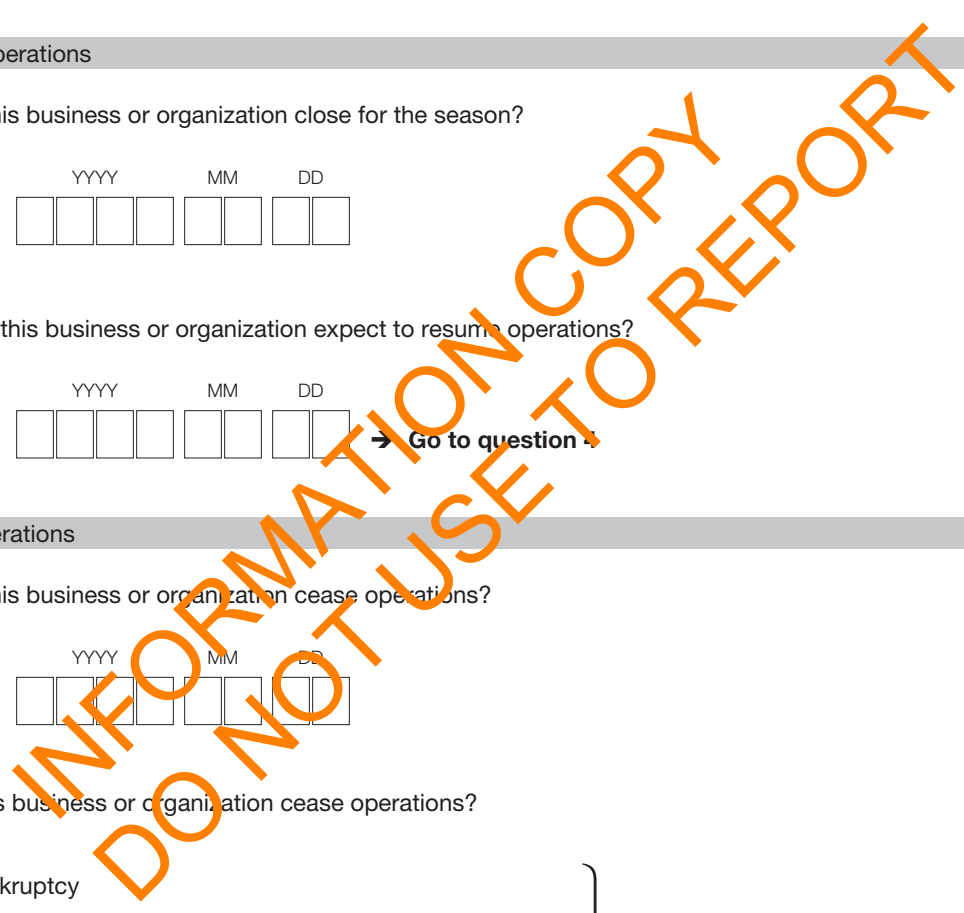 perations
his business or organization close for the season?
YYYY MM DD
this business or organization expect to resume operations?
YYYY MM DD
➔ Go to question 4
erations
his business or organization cease operations?
YYYY MM DD
s business or organization cease operations?
kruptcy
INFORMATION COPY
DO NOT USE TO REPORT